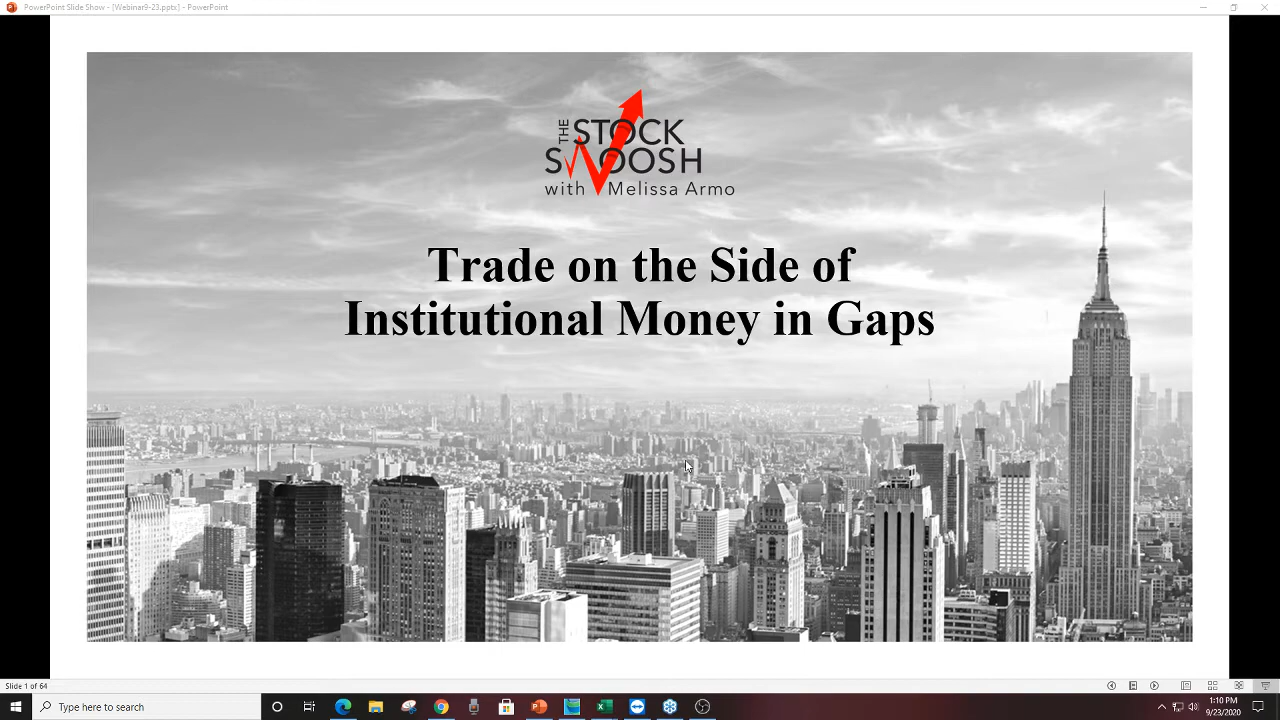 PowerPoint Slide Show - [Webinar9-23.pptx] - PowerPoint
THE STOCK
SWOOSH
with Melissa Armo
Trade on the Side of
Institutional Money in Gaps
Slide 1 of 64
Type here to search
1:10 PM
9/23/2020